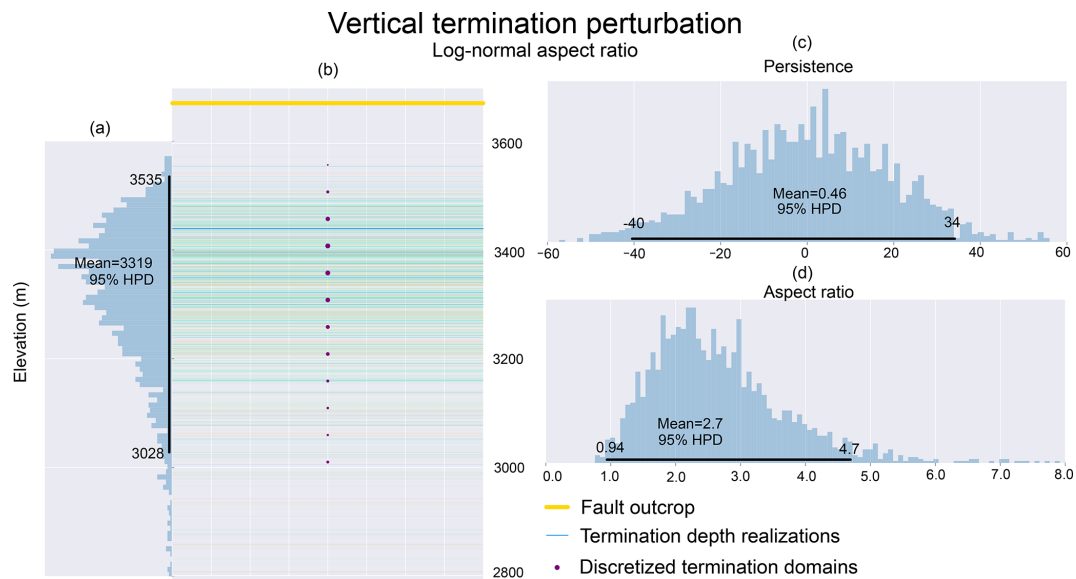 Vertical termination perturbation
Log-normal aspect ratio
(a)
(b)
(c)
Persistence
Elevation (m)
3535
Mean=3319
95% HPD
3028
3600
3400
3200
3000
2800
Mean=0.46
95% HPD
-40
34
-60
-40
-20
0
20
40
60
(d)
Aspect ratio
Mean=2.7
95% HPD
0.94
4.7
0.0
1.0
2.0
3.0
4.0
5.0
6.0
7.0
8.0
Fault outcrop
Termination depth realizations
Discretized termination domains